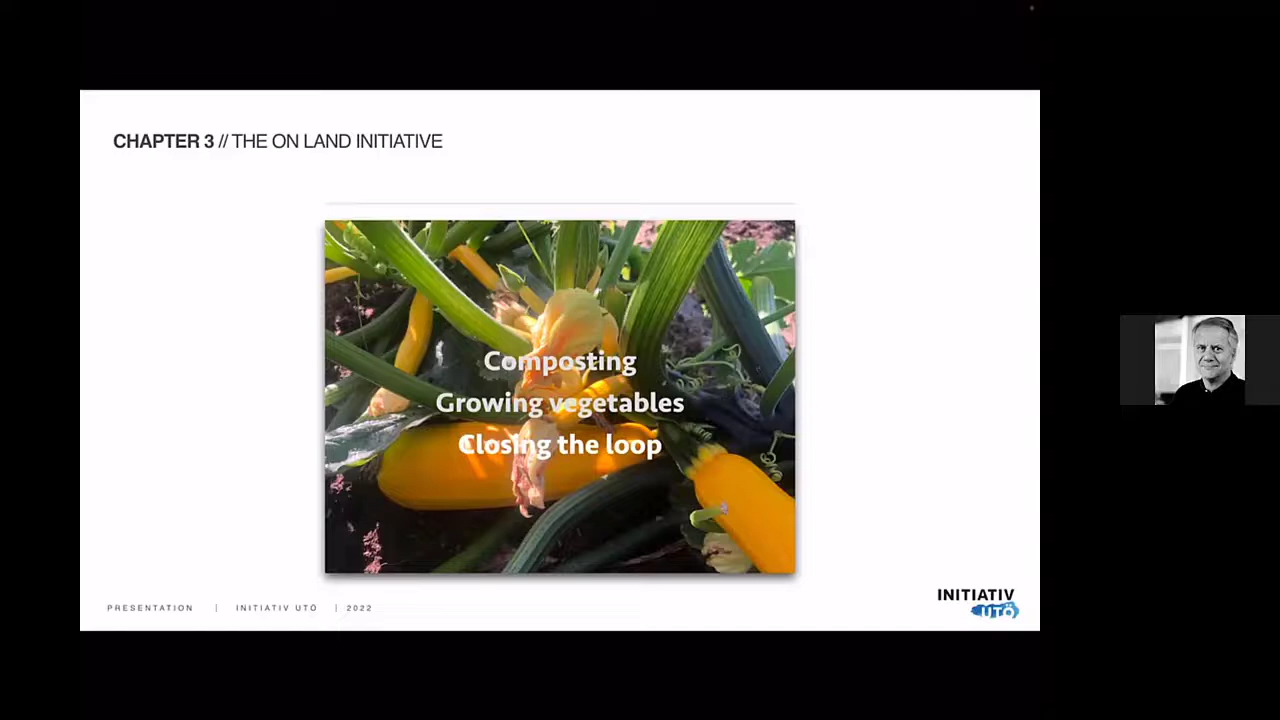 CHAPTER 3 // THE ON LAND INITIATIVE
Composting
Growing vegetables
Closing the loop
PRESENTATION | INITIATIV UTÖ | 2022
INITIATIV
UTÖ